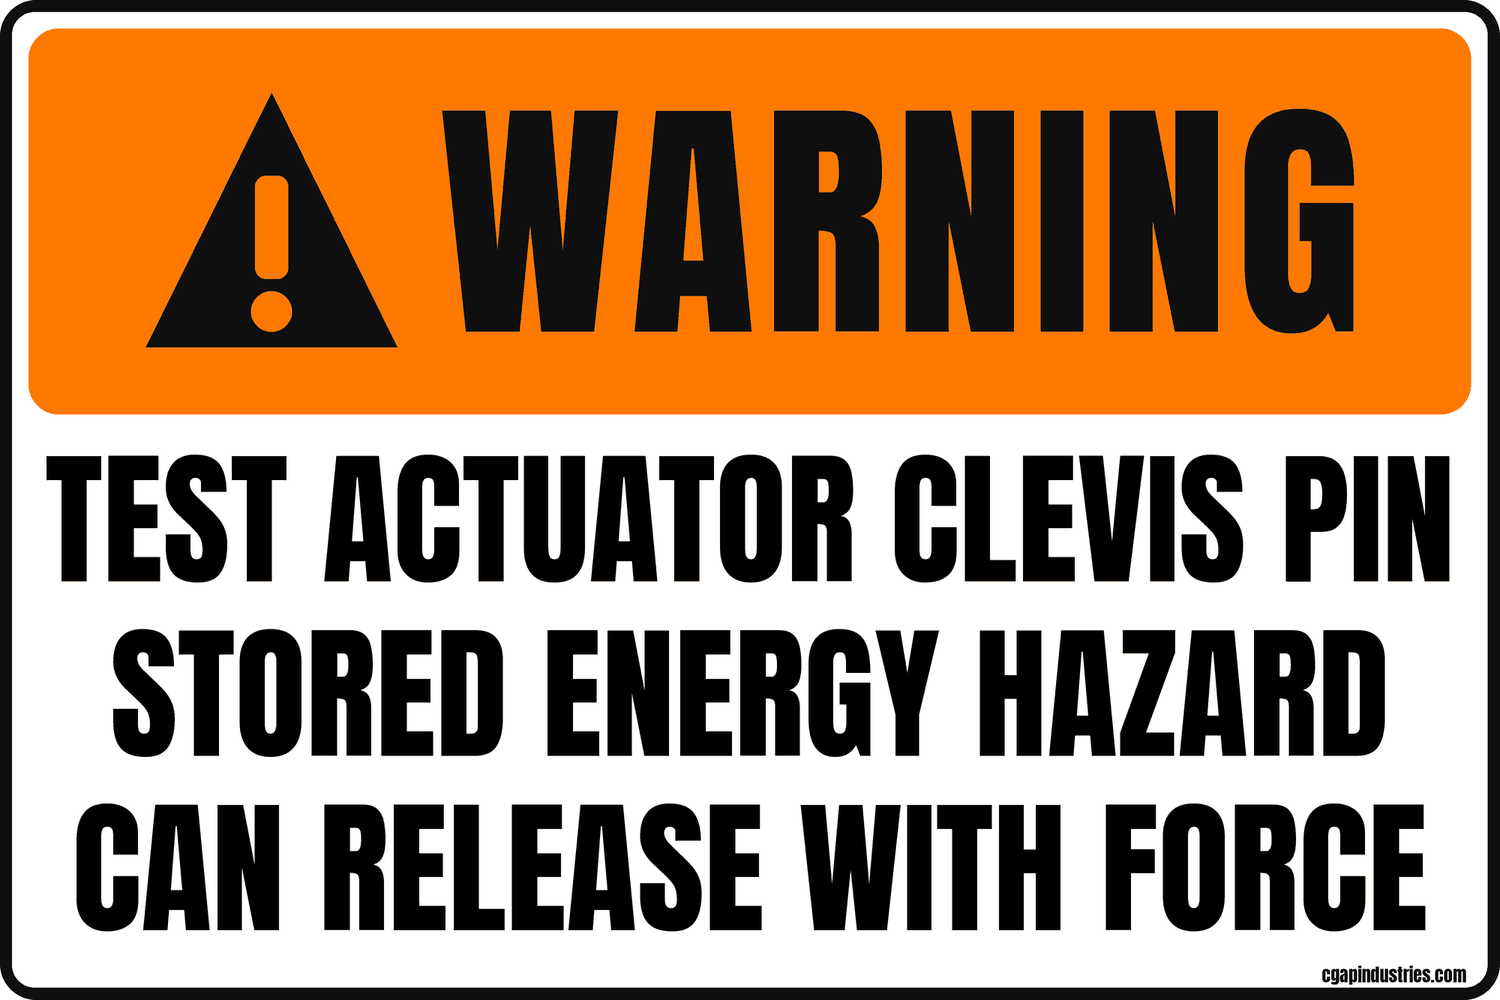 WARNING
TEST ACTUATOR CLEVIS PIN
STORED ENERGY HAZARD
CAN RELEASE WITH FORCE
cgapindustries.com